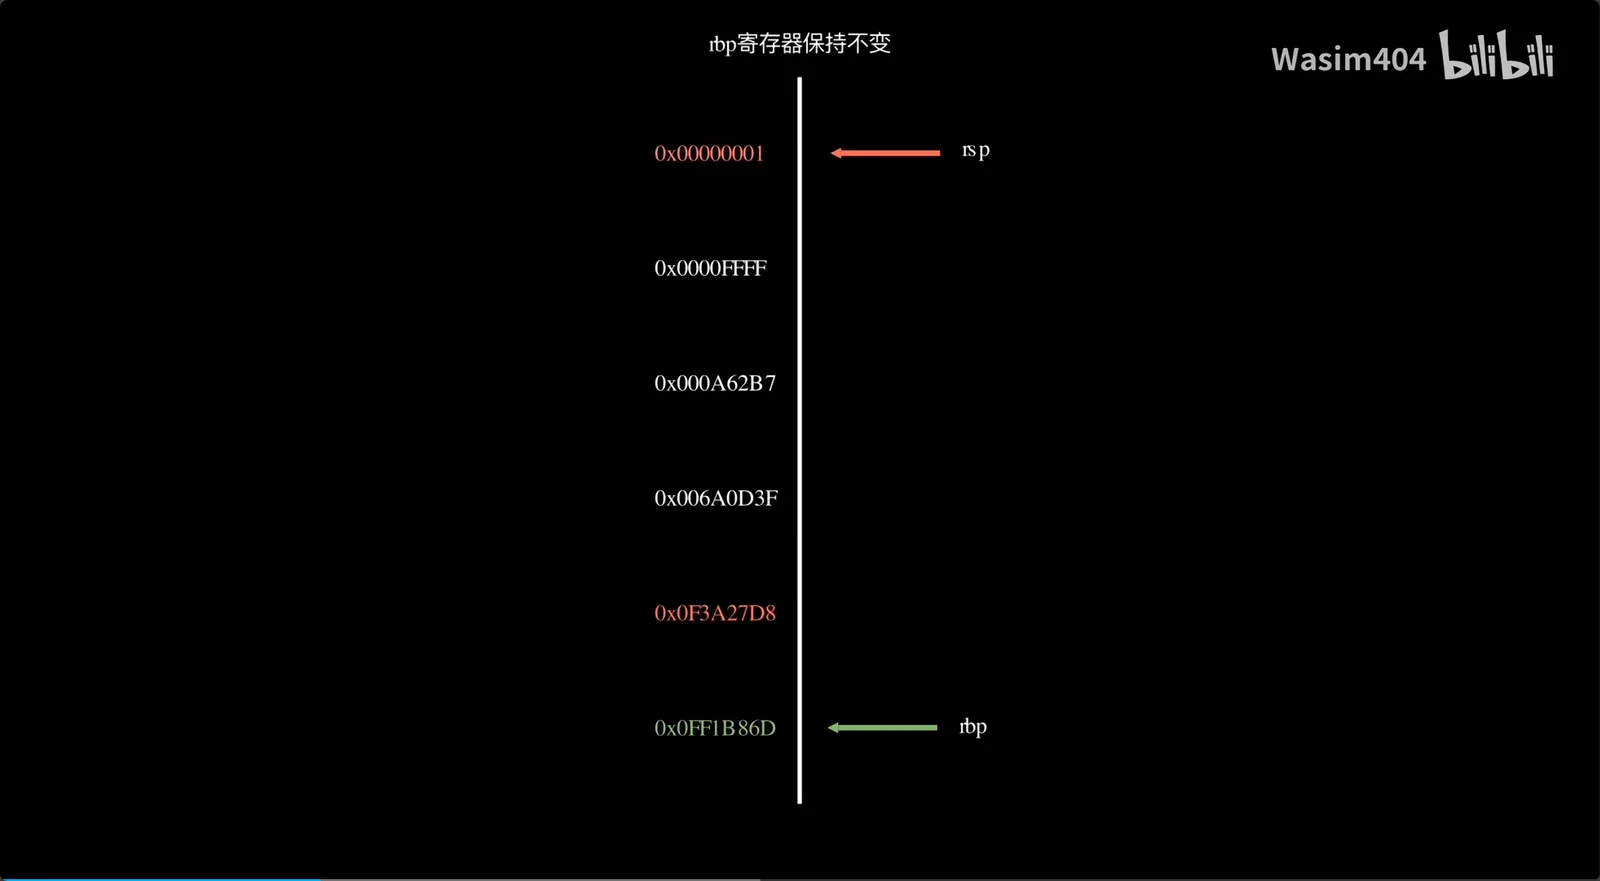 rbp寄存器保持不变
Wasim404 bilibili
0x00000001
rsp
0x0000FFFF
0x000A62B7
0x006A0D3F
0x0F3A27D8
0x0FF1B86D
rbp